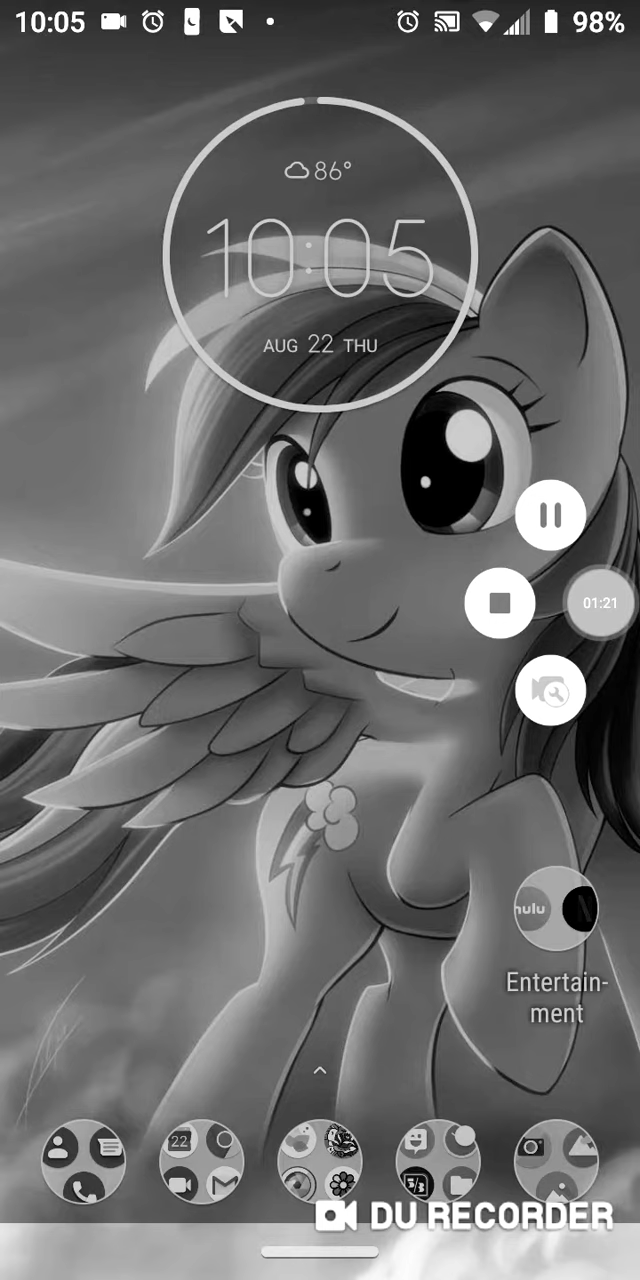 10:05
98%
86°
10:05
AUG 22 THU
01:21
hulu
N
Entertain-
ment
22
DU RECORDER